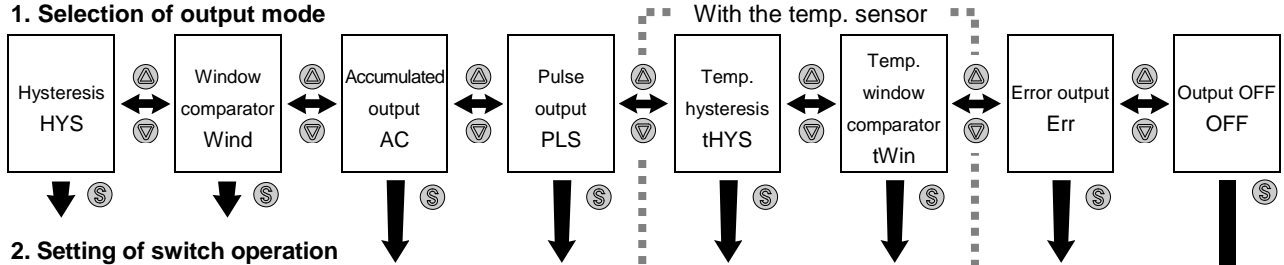 1. Selection of output mode
With the temp. sensor
Hysteresis
HYS
Window
comparator
Wind
Accumulated
output
AC
Pulse
output
PLS
Temp.
hysteresis
tHYS
Temp.
window
comparator
tWin
Error output
Err
Output OFF
OFF
S
S
S
S
S
S
S
S
2. Setting of switch operation